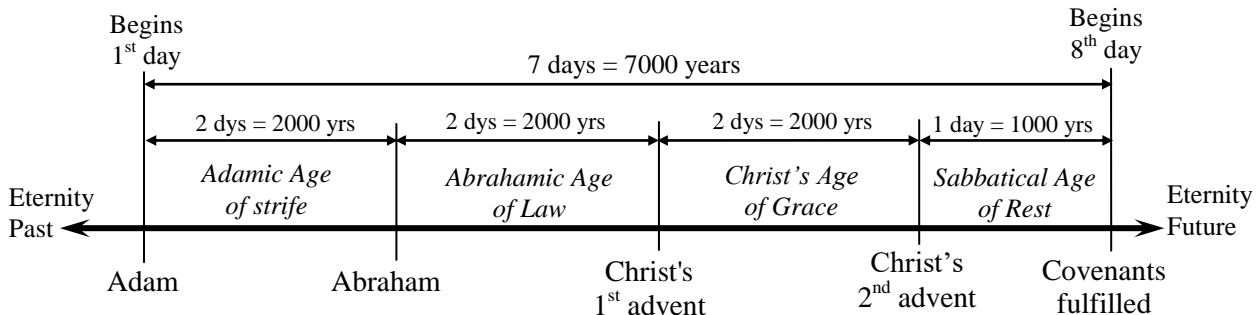 Begins
1st day
Begins
8th day
7 days = 7000 years
2 dys = 2000 yrs
2 dys = 2000 yrs
2 dys = 2000 yrs
1 day = 1000 yrs
Adamic Age
of strife
Abrahamic Age
of Law
Christ's Age
of Grace
Sabbatical Age
of Rest
Eternity
Past
Eternity
Future
Adam
Abraham
Christ's
1st advent
Christ's
2nd advent
Covenants
fulfilled